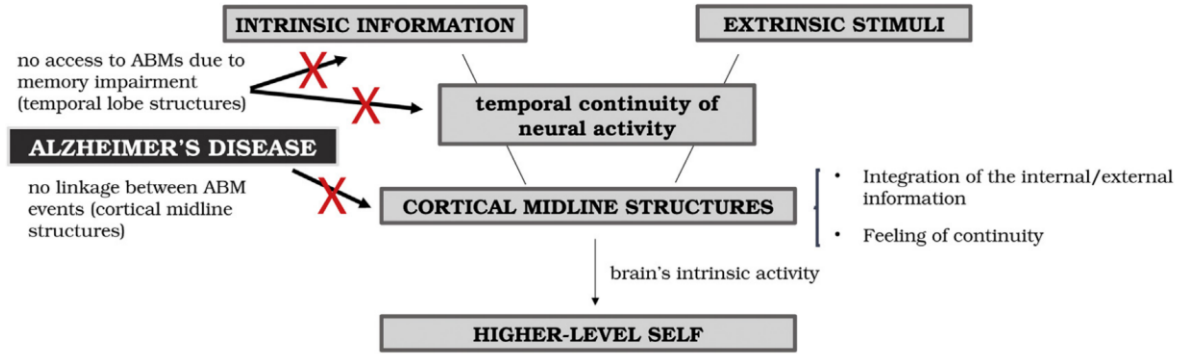 INTRINSIC INFORMATION
EXTRINSIC STIMULI
no access to ABMs due to
memory impairment
(temporal lobe structures)
temporal continuity of
neural activity
ALZHEIMER'S DISEASE
no linkage between ABM
events (cortical midline
structures)
CORTICAL MIDLINE STRUCTURES
• Integration of the internal/external
information
• Feeling of continuity
brain's intrinsic activity
HIGHER-LEVEL SELF